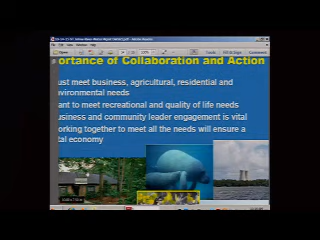 ortance of Collaboration and Action
ust meet business, agricultural, residential and
vironmental needs
ant to meet recreational and quality of life needs
usiness and community leader engagement is vital
orking together to meet all the needs will ensure a
tal economy